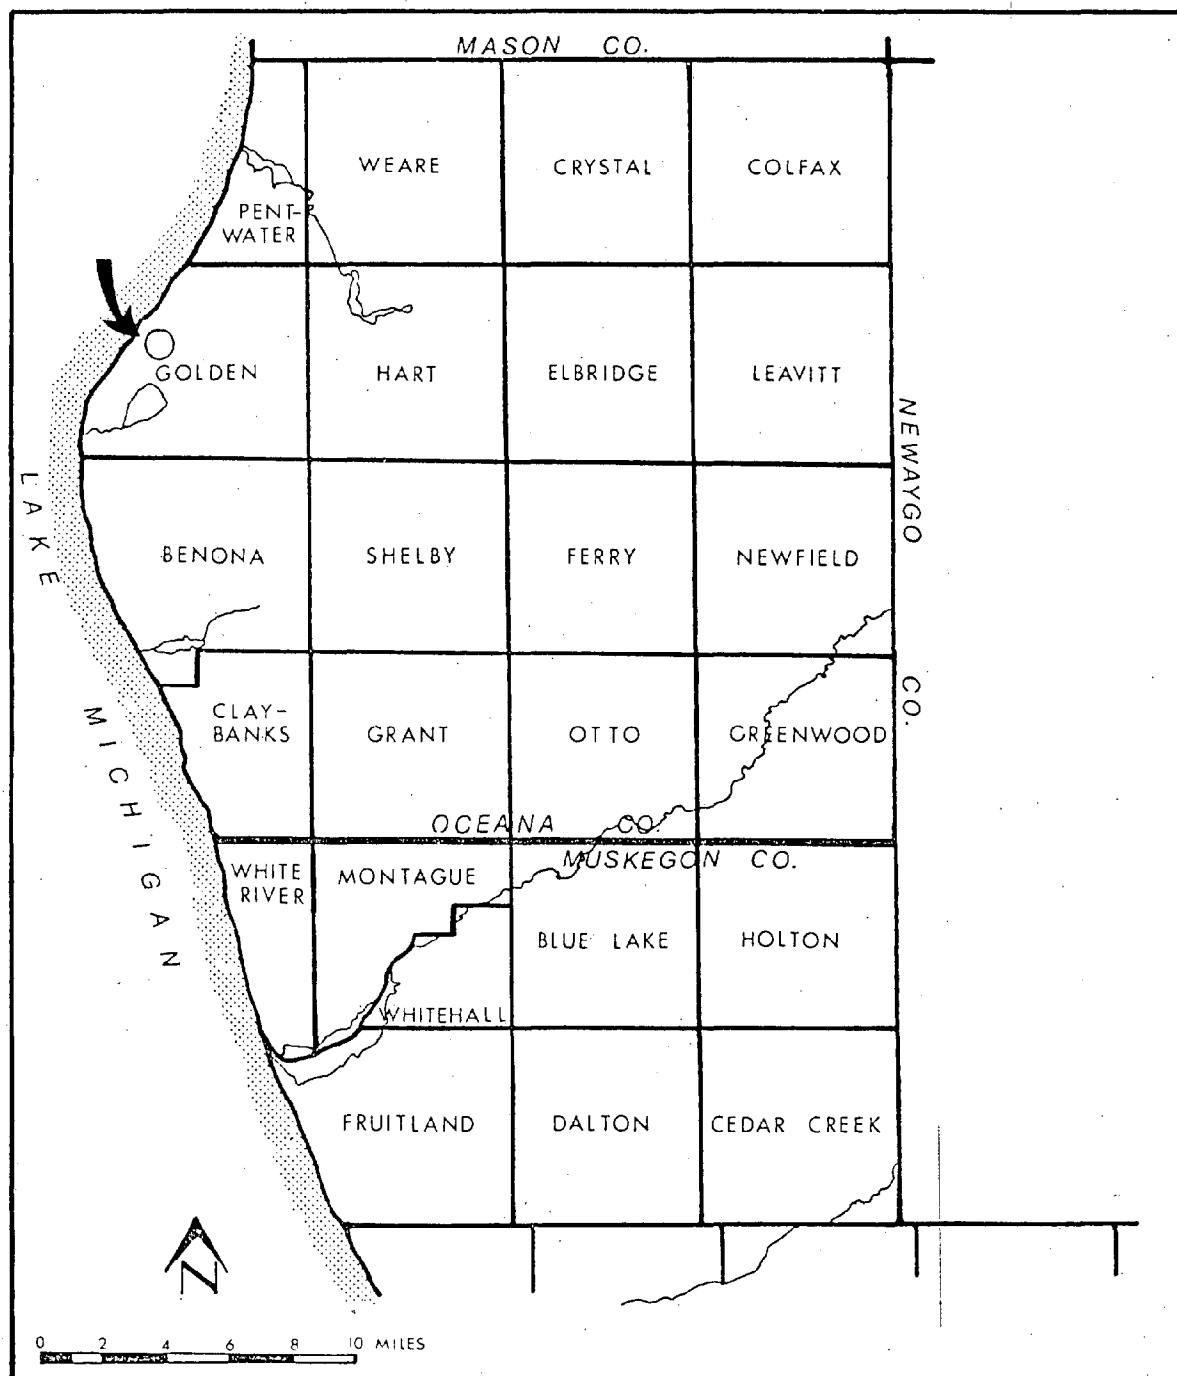 MASON CO.
WEARE
CRYSTAL
COLFAX
PENT-
WATER
GOLDEN
HART
ELBRIDGE
LEAVITT
NEWAYGO CO.
LAKE MICHIGAN
BENONA
SHELBY
FERRY
NEWFIELD
CLAY-
BANKS
GRANT
OTTO
GREENWOOD
OCEANA CO.
MUSKEGON CO.
WHITE
RIVER
MONTAGUE
BLUE LAKE
HOLTON
WHITEHALL
FRUITLAND
DALTON
CEDAR CREEK
N
0 2 4 6 8 10 MILES